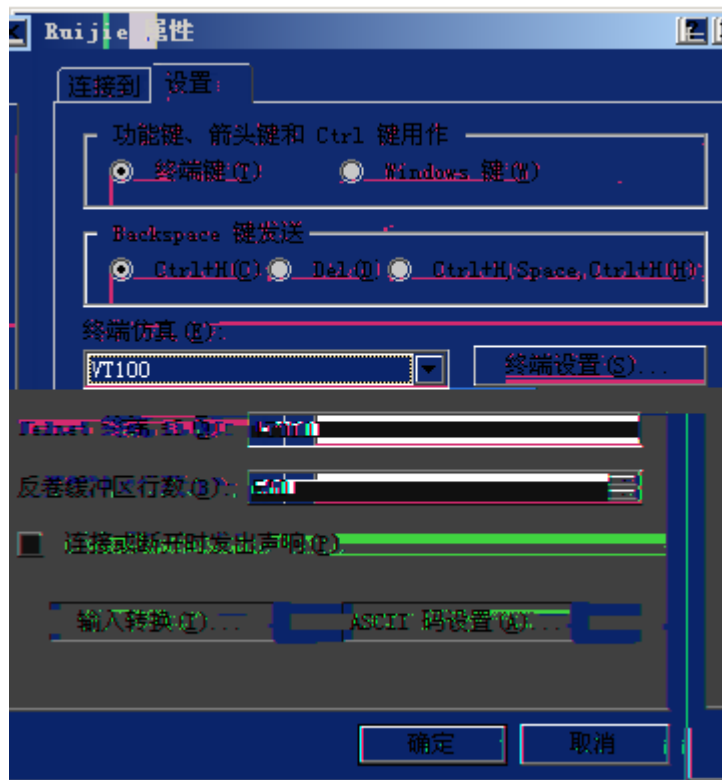 Ruijie 属性
连接到 设置
功能键、箭头键和 Ctrl 键用作
终端键(T) Windows 键(W)
Backspace 键发送
Ctrl+H(C) Del(D) Ctrl+H, Space, Ctrl+H(H)
终端仿真(E):
VT100 终端设置(S)...
Telnet 终端
反卷缓冲区行数(B):
连接或断开时发出声响(P)
输入转换(I)... ASCII 码设置(A)...
确定 取消